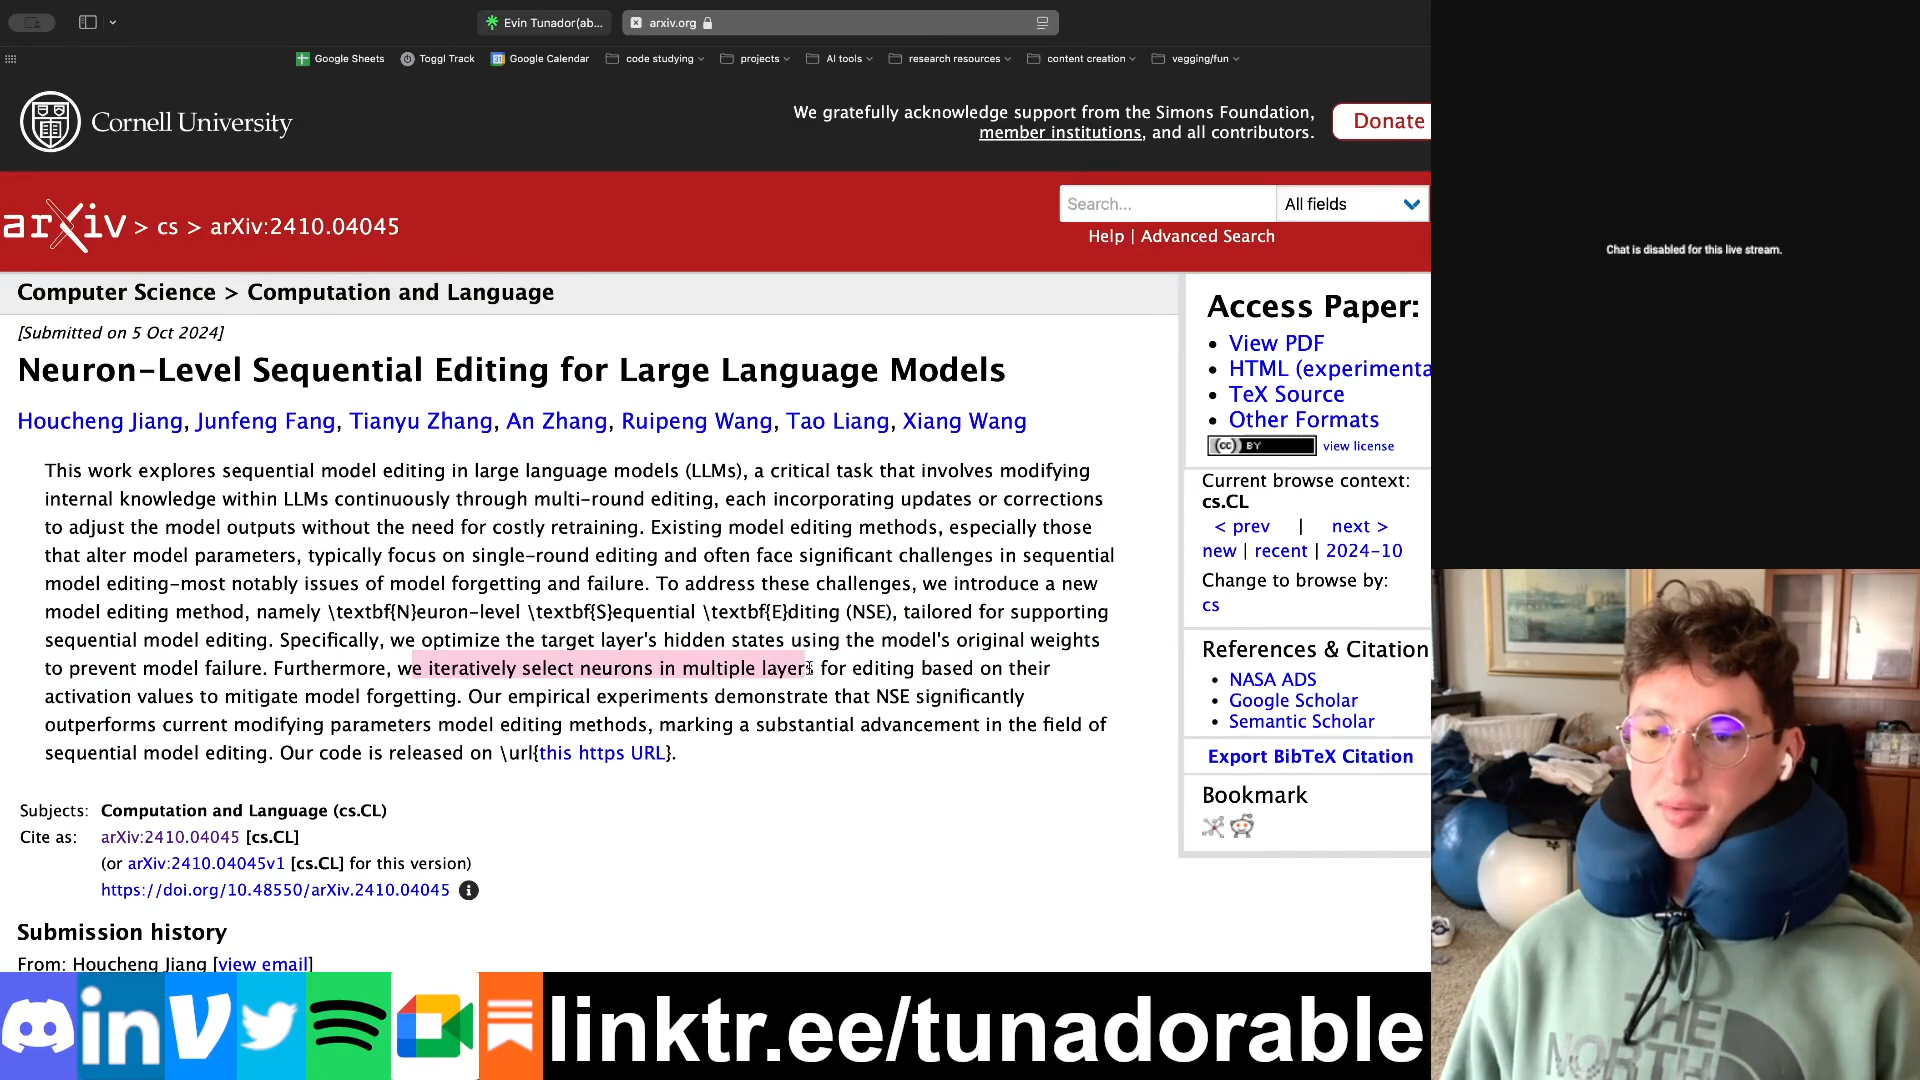 Evin Tunador(ab...
arxiv.org
Google Sheets
Toggl Track
Google Calendar
code studying
projects
AI tools
research resources
content creation
vegging/fun
Cornell University
We gratefully acknowledge support from the Simons Foundation,
member institutions, and all contributors.
Donate
arXiv > cs > arXiv:2410.04045
Search...
All fields
Help | Advanced Search
Computer Science > Computation and Language
[Submitted on 5 Oct 2024]
Neuron-Level Sequential Editing for Large Language Models
Houcheng Jiang, Junfeng Fang, Tianyu Zhang, An Zhang, Ruipeng Wang, Tao Liang, Xiang Wang
This work explores sequential model editing in large language models (LLMs), a critical task that involves modifying
internal knowledge within LLMs continuously through multi-round editing, each incorporating updates or corrections
to adjust the model outputs without the need for costly retraining. Existing model editing methods, especially those
that alter model parameters, typically focus on single-round editing and often face significant challenges in sequential
model editing-most notably issues of model forgetting and failure. To address these challenges, we introduce a new
model editing method, namely \textbf{N}euron-level \textbf{S}equential \textbf{E}diting (NSE), tailored for supporting
sequential model editing. Specifically, we optimize the target layer's hidden states using the model's original weights
to prevent model failure. Furthermore, we iteratively select neurons in multiple layers for editing based on their
activation values to mitigate model forgetting. Our empirical experiments demonstrate that NSE significantly
outperforms current modifying parameters model editing methods, marking a substantial advancement in the field of
sequential model editing. Our code is released on \url{this https URL}.
Subjects: Computation and Language (cs.CL)
Cite as: arXiv:2410.04045 [cs.CL]
(or arXiv:2410.04045v1 [cs.CL] for this version)
https://doi.org/10.48550/arXiv.2410.04045
Submission history
From: Houcheng Jiang [view email]
Access Paper:
View PDF
HTML (experimenta
TeX Source
Other Formats
(cc) BY
view license
Current browse context:
cs.CL
< prev | next >
new | recent | 2024-10
Change to browse by:
cs
References & Citation
NASA ADS
Google Scholar
Semantic Scholar
Export BibTeX Citation
Bookmark
Chat is disabled for this live stream.
THE
NORTH
in
linktr.ee/tunadorable